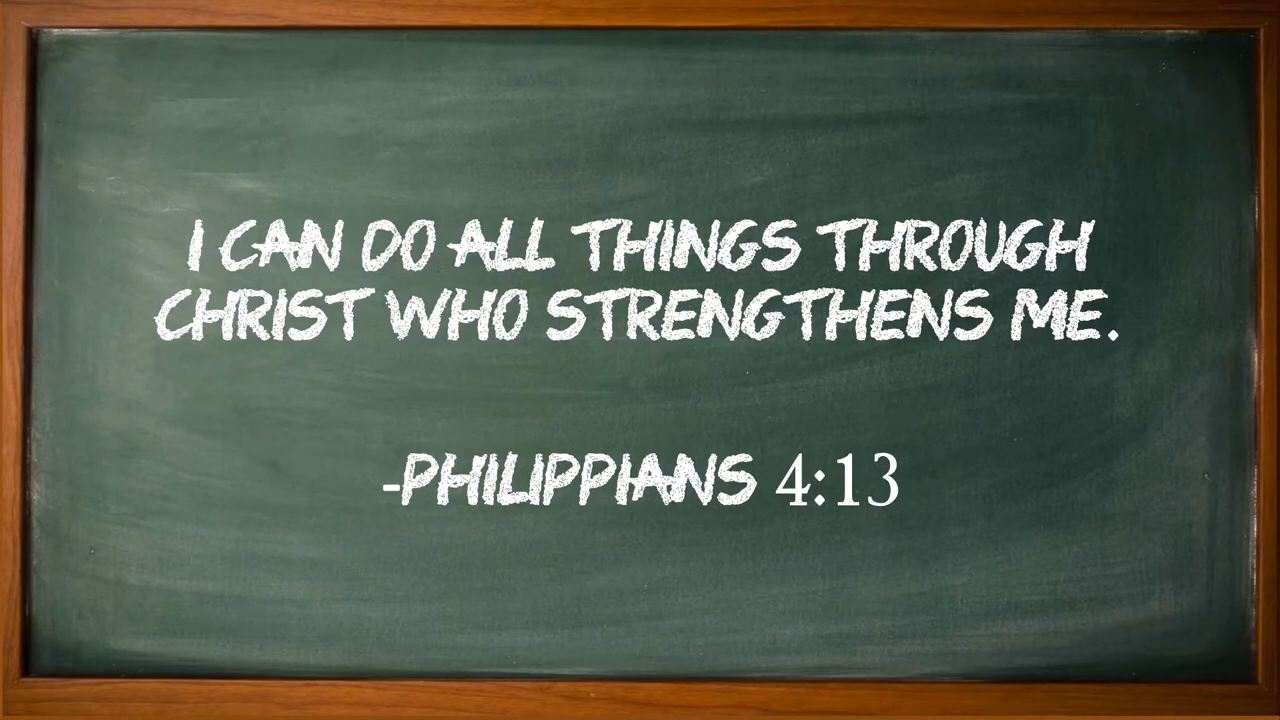 I CAN DO ALL THINGS THROUGH
CHRIST WHO STRENGTHENS ME.
-PHILIPPIANS 4:13